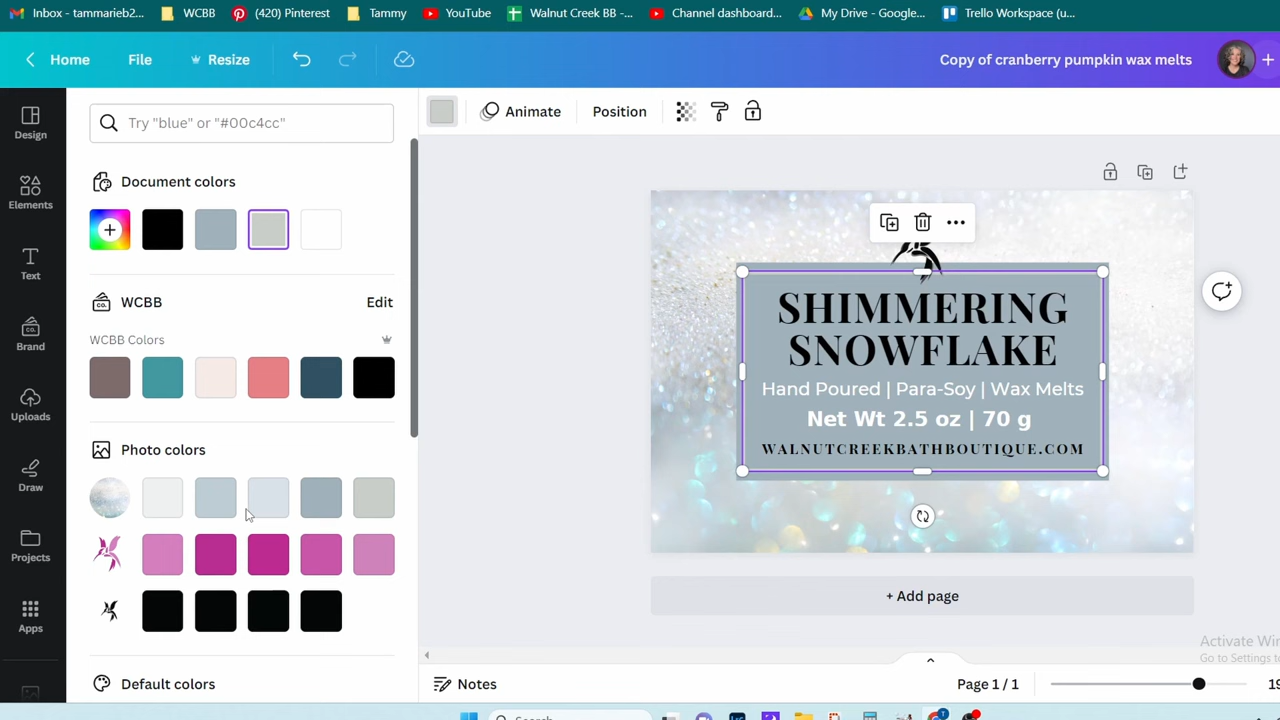 Inbox - tammarieb2...
WCBB
(420) Pinterest
Tammy
YouTube
Walnut Creek BB -...
Channel dashboard...
My Drive - Google...
Trello Workspace (u...
Home
File
Resize
Copy of cranberry pumpkin wax melts
Design
Elements
Text
Brand
Uploads
Draw
Projects
Apps
Try "blue" or "#00c4cc"
Document colors
WCBB
Edit
WCBB Colors
Photo colors
Default colors
Animate
Position
SHIMMERING
SNOWFLAKE
Hand Poured | Para-Soy | Wax Melts
Net Wt 2.5 oz | 70 g
WALNUTCREEKBATHBOUTIQUE.COM
+ Add page
Activate Win
Go to Settings to
Notes
Page 1 / 1
19
Search